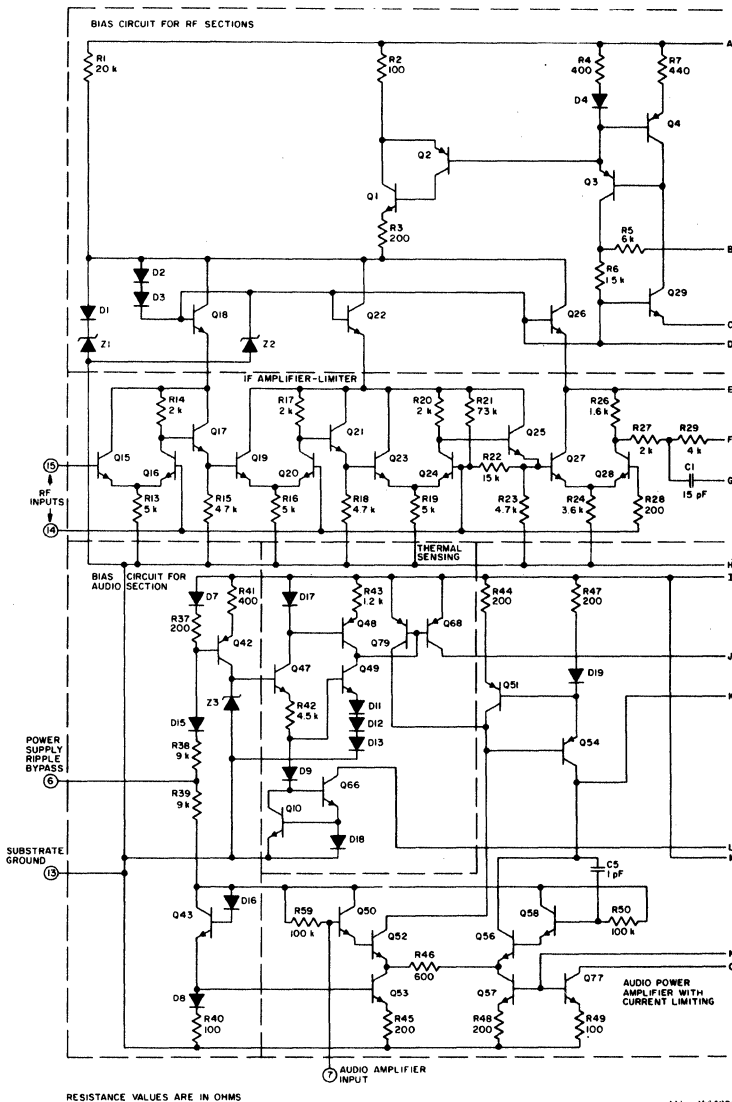 BIAS CIRCUIT FOR RF SECTIONS
A
R1
20 k
R2
100
R4
400
R7
440
D4
Q4
Q2
Q3
Q1
R3
200
R5
6 k
B
R6
1.5 k
D2
D3
Q18
Q22
Q26
Q29
C
D1
Z1
Z2
D
IF AMPLIFIER-LIMITER
E
R14
2 k
R17
2 k
R20
2 k
R21
73 k
R26
1.6 k
R27
2 k
R29
4 k
F
Q17
Q21
Q25
15
Q15
Q16
Q19
Q20
Q23
Q24
R22
15 k
Q27
Q28
C1
15 pF
G
RF
INPUTS
R13
5 k
R15
4.7 k
R16
5 k
R18
4.7 k
R19
5 k
R23
4.7 k
R24
3.6 k
R28
200
14
THERMAL
SENSING
H
BIAS CIRCUIT FOR
AUDIO SECTION
I
D7
R37
200
R41
400
D17
R43
1.2 k
R44
200
R47
200
Q42
Q48
Q79
Q68
J
Q47
Q49
Q51
D19
K
Z3
R42
4.5 k
D11
D12
D13
D15
Q54
POWER
SUPPLY
RIPPLE
BYPASS
R38
9 k
6
D9
Q66
R39
9 k
Q10
L
SUBSTRATE
GROUND
D18
13
C5
1 pF
D16
Q43
R59
100 k
Q50
Q52
Q56
Q58
R50
100 k
R46
600
Q53
Q57
Q77
D8
R40
100
R45
200
R48
200
R49
100
AUDIO POWER
AMPLIFIER WITH
CURRENT LIMITING
7
AUDIO AMPLIFIER
INPUT
RESISTANCE VALUES ARE IN OHMS